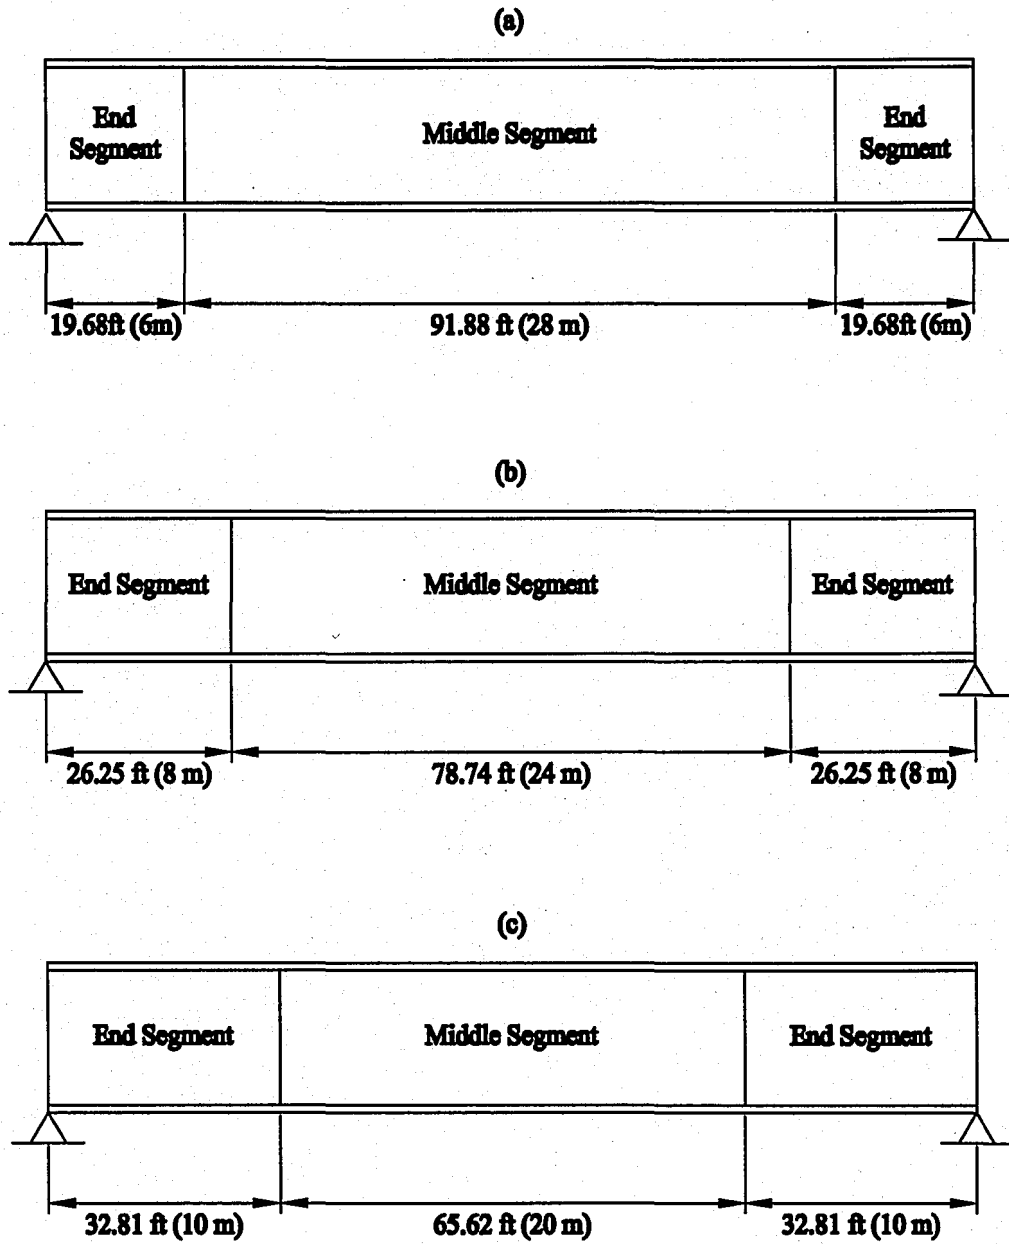 (a)
End
Segment
Middle Segment
End
Segment
19.68ft (6m)
91.88 ft (28 m)
19.68ft (6m)
(b)
End Segment
Middle Segment
End Segment
26.25 ft (8 m)
78.74 ft (24 m)
26.25 ft (8 m)
(c)
End Segment
Middle Segment
End Segment
32.81 ft (10 m)
65.62 ft (20 m)
32.81 ft (10 m)